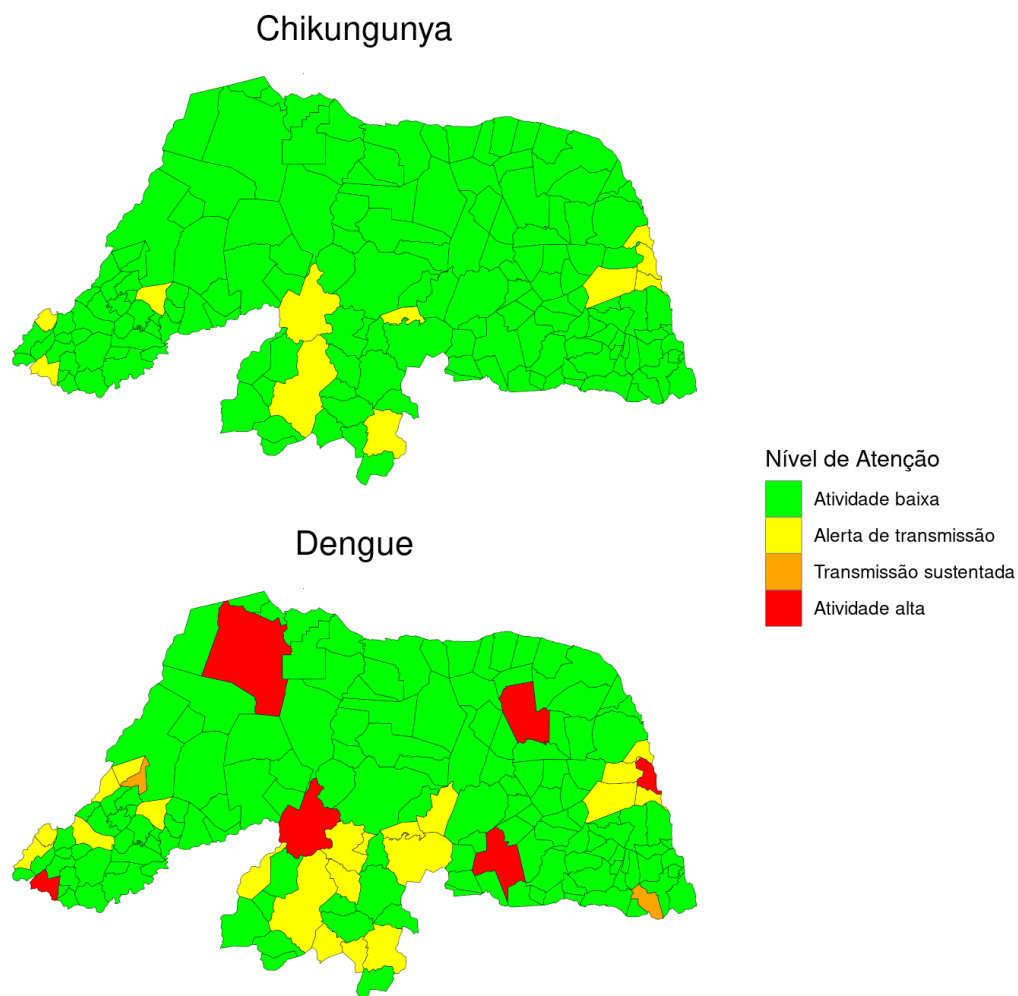 Chikungunya
Nível de Atenção
Atividade baixa
Alerta de transmissão
Transmissão sustentada
Atividade alta
Dengue